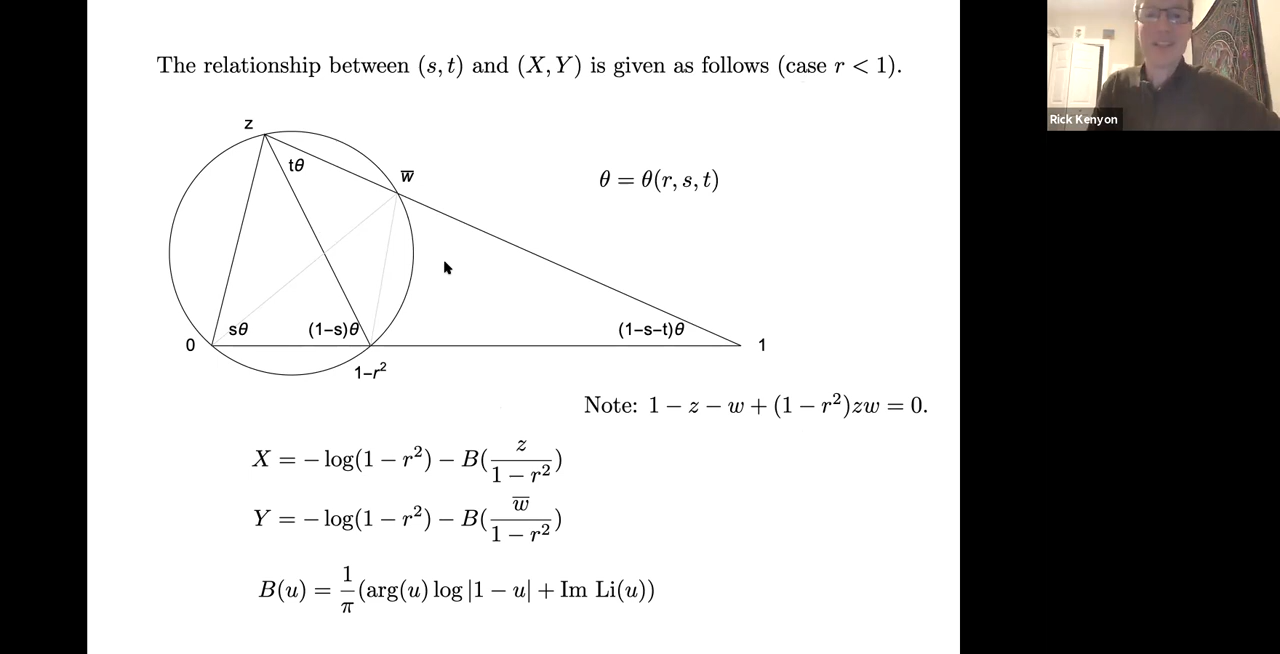 The relationship between (s, t) and (X, Y) is given as follows (case r < 1).
z
tθ
w̅
θ = θ(r, s, t)
sθ
(1–s)θ
(1–s–t)θ
0
1
1–r²
Note: 1 − z − w + (1 − r²)zw = 0.
X = − log(1 − r²) − B(z/(1 − r²))
Y = − log(1 − r²) − B(w̅/(1 − r²))
B(u) = 1/π (arg(u) log |1 − u| + Im Li(u))
Rick Kenyon